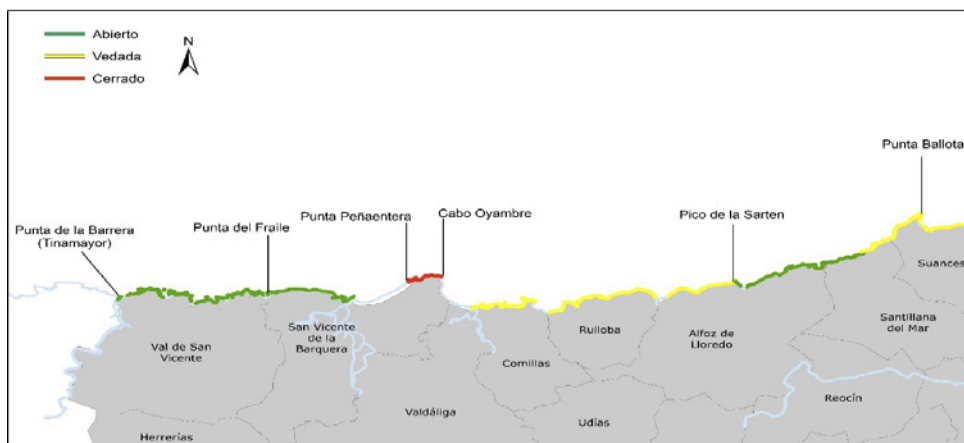 Abierto
Vedada
Cerrado
N
Punta Ballota
Punta Peñaentera
Cabo Oyambre
Pico de la Sarten
Punta de la Barrera
(Tinamayor)
Punta del Fraile
Suances
Santillana
del Mar
San Vicente
de la
Barquera
Ruiloba
Alfoz de
Lloredo
Val de San
Vicente
Comillas
Reocín
Valdáliga
Udías
Herrerías